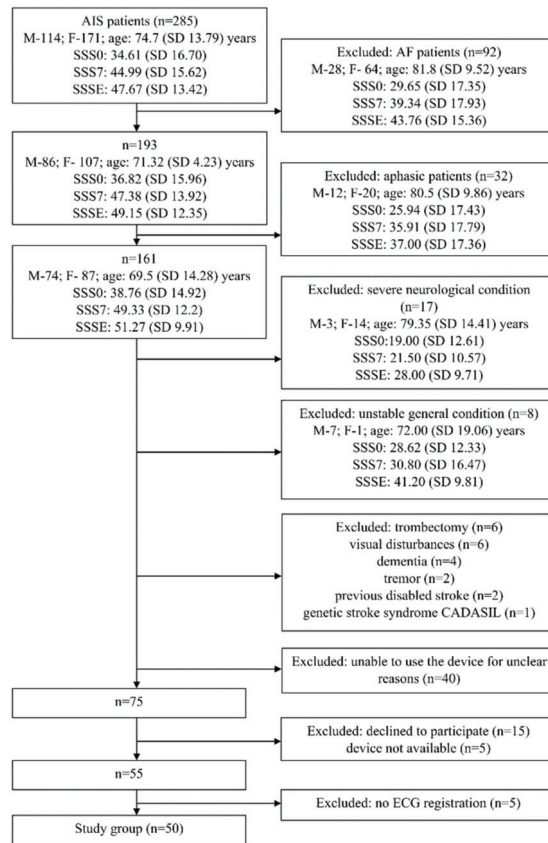 AIS patients (n=285)
M-114; F-171; age: 74.7 (SD 13.79) years
SSS0: 34.61 (SD 16.70)
SSS7: 44.99 (SD 15.62)
SSSE: 47.67 (SD 13.42)
Excluded: AF patients (n=92)
M-28; F- 64; age: 81.8 (SD 9.52) years
SSS0: 29.65 (SD 17.35)
SSS7: 39.34 (SD 17.93)
SSSE: 43.76 (SD 15.36)
n=193
M-86; F- 107; age: 71.32 (SD 4.23) years
SSS0: 36.82 (SD 15.96)
SSS7: 47.38 (SD 13.92)
SSSE: 49.15 (SD 12.35)
Excluded: aphasic patients (n=32)
M-12; F-20; age: 80.5 (SD 9.86) years
SSS0: 25.94 (SD 17.43)
SSS7: 35.91 (SD 17.79)
SSSE: 37.00 (SD 17.36)
n=161
M-74; F- 87; age: 69.5 (SD 14.28) years
SSS0: 38.76 (SD 14.92)
SSS7: 49.33 (SD 12.2)
SSSE: 51.27 (SD 9.91)
Excluded: severe neurological condition
(n=17)
M-3; F-14; age: 79.35 (SD 14.41) years
SSS0:19.00 (SD 12.61)
SSS7: 21.50 (SD 10.57)
SSSE: 28.00 (SD 9.71)
Excluded: unstable general condition (n=8)
M-7; F-1; age: 72.00 (SD 19.06) years
SSS0: 28.62 (SD 12.33)
SSS7: 30.80 (SD 16.47)
SSSE: 41.20 (SD 9.81)
Excluded: trombectomy (n=6)
visual disturbances (n=6)
dementia (n=4)
tremor (n=2)
previous disabled stroke (n=2)
genetic stroke syndrome CADASIL (n=1)
Excluded: unable to use the device for unclear
reasons (n=40)
n=75
Excluded: declined to participate (n=15)
device not available (n=5)
n=55
Excluded: no ECG registration (n=5)
Study group (n=50)